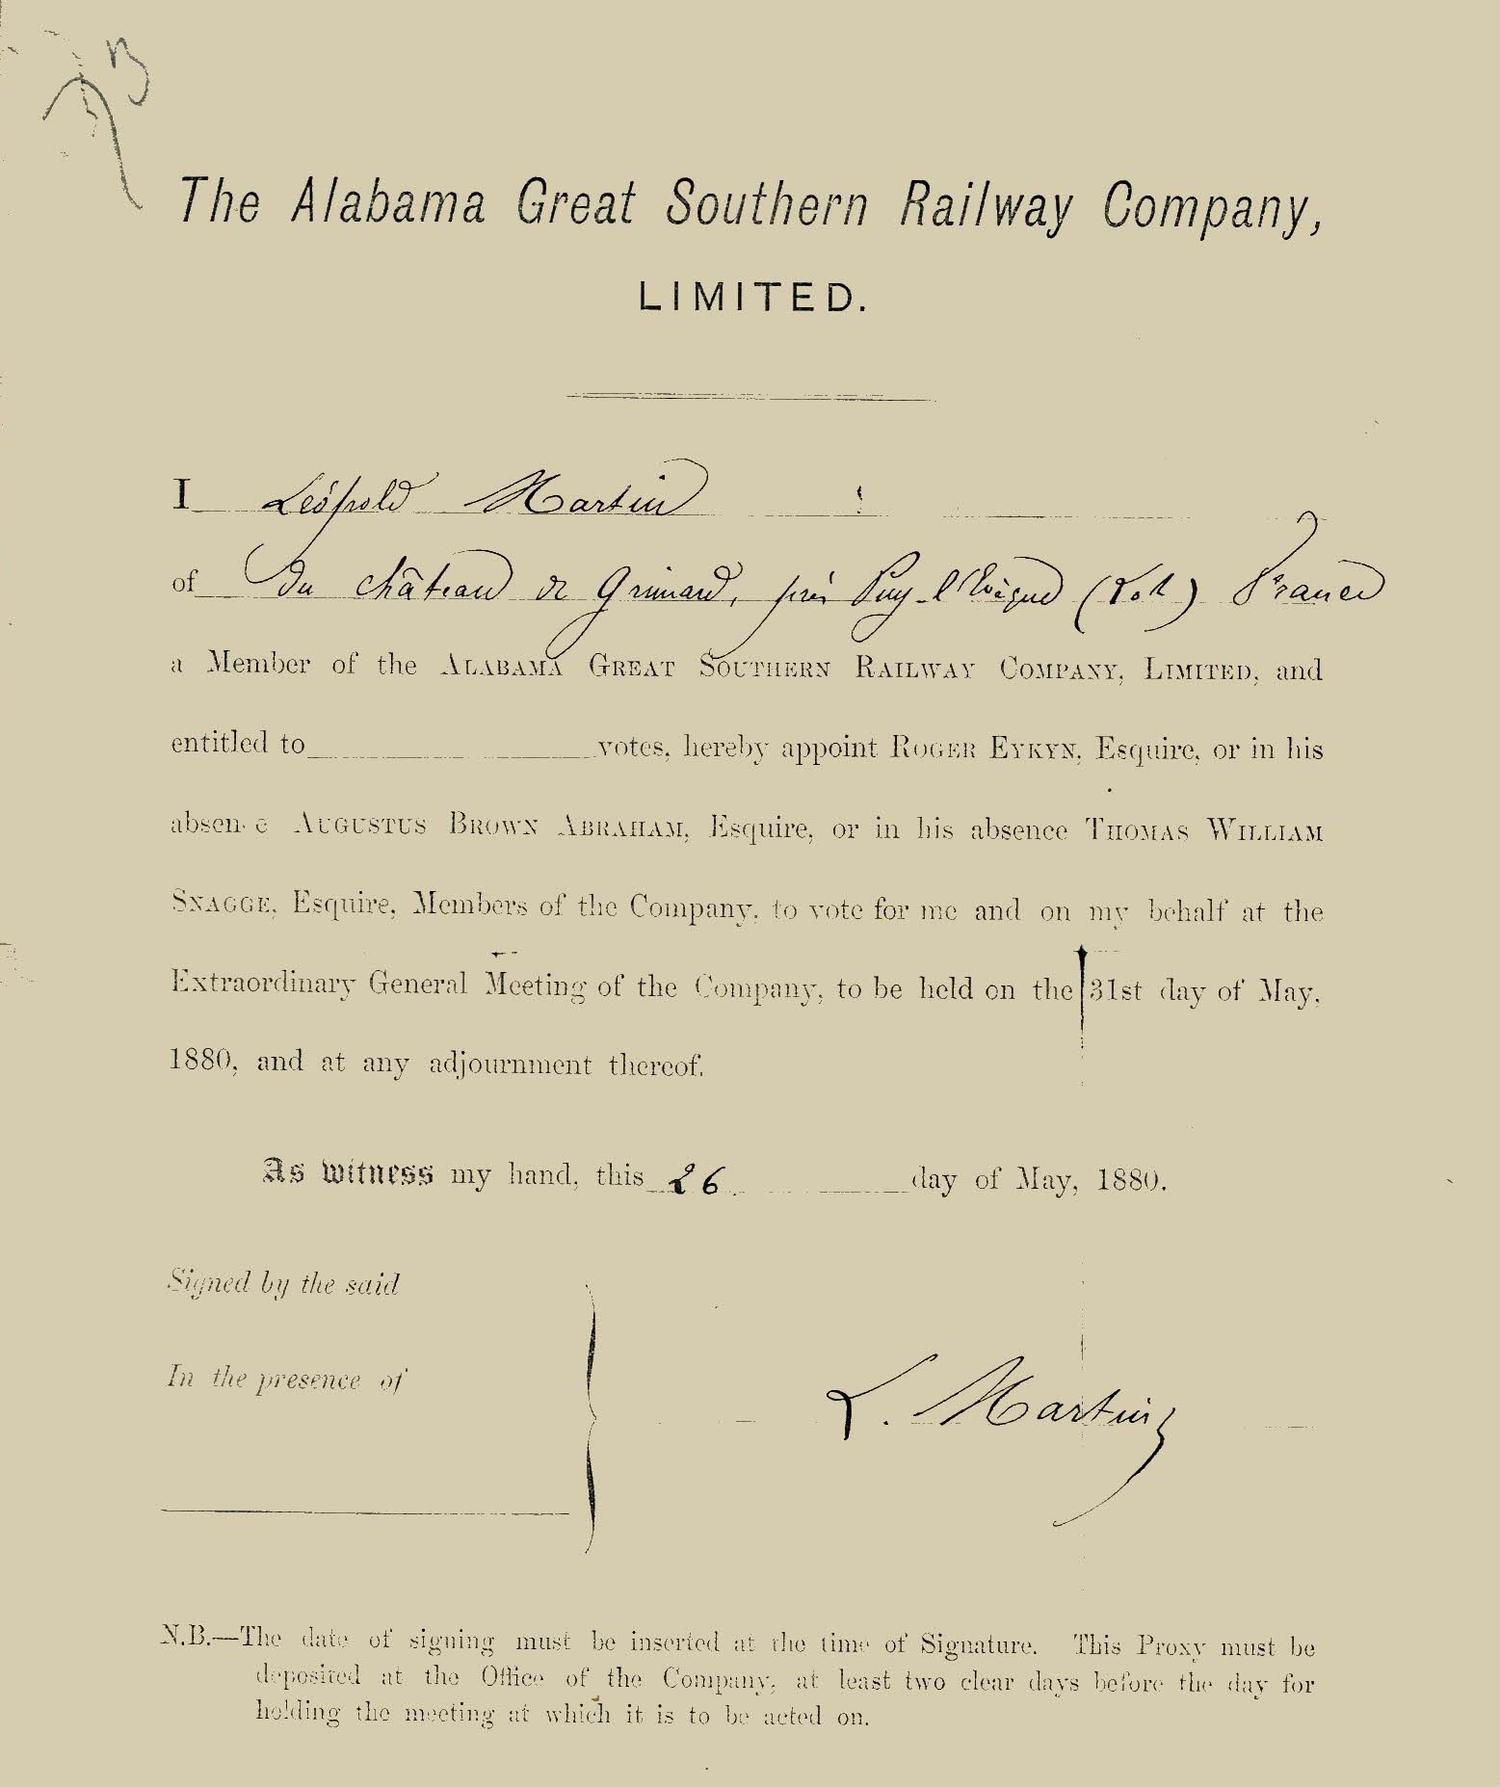 The Alabama Great Southern Railway Company,
LIMITED.
I Léopold Martin
of Du château de Grimard, près Puy-l'Evêque (Lot) France
a Member of the ALABAMA GREAT SOUTHERN RAILWAY COMPANY, LIMITED, and
entitled to votes, hereby appoint ROGER EYKYN, Esquire, or in his
absence AUGUSTUS BROWN ABRAHAM, Esquire, or in his absence THOMAS WILLIAM
SNAGGE, Esquire, Members of the Company, to vote for me and on my behalf at the
Extraordinary General Meeting of the Company, to be held on the 31st day of May,
1880, and at any adjournment thereof.
As witness my hand, this 26 day of May, 1880.
Signed by the said
In the presence of
L. Martin
N.B.—The date of signing must be inserted at the time of Signature. This Proxy must be
deposited at the Office of the Company, at least two clear days before the day for
holding the meeting at which it is to be acted on.